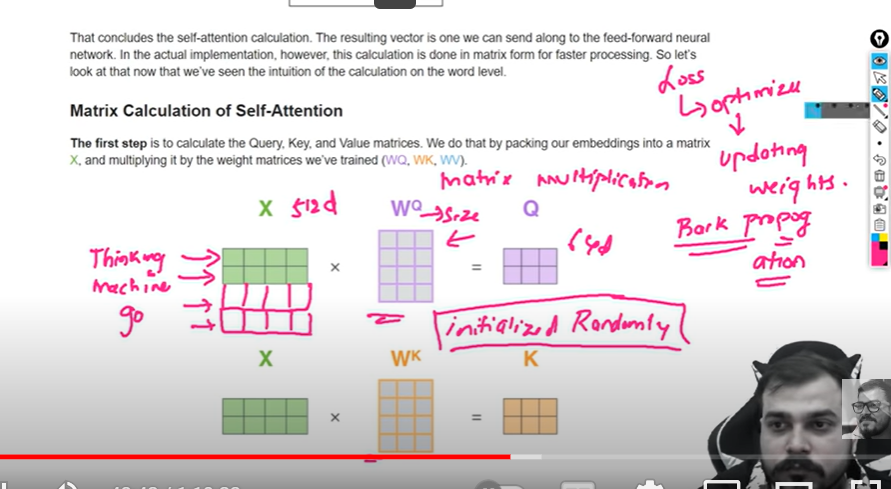 That concludes the self-attention calculation. The resulting vector is one we can send along to the feed-forward neural
network. In the actual implementation, however, this calculation is done in matrix form for faster processing. So let's
look at that now that we've seen the intuition of the calculation on the word level.
Loss
↳ optimize
↓
Matrix Calculation of Self-Attention
The first step is to calculate the Query, Key, and Value matrices. We do that by packing our embeddings into a matrix
X, and multiplying it by the weight matrices we've trained (WQ, WK, WV).
updating
weights.
matrix multiplication
X 512d WQ → size Q
Back propag
ation
Thinking
machine
go
× =
initialized Randomly
X WK K
× =